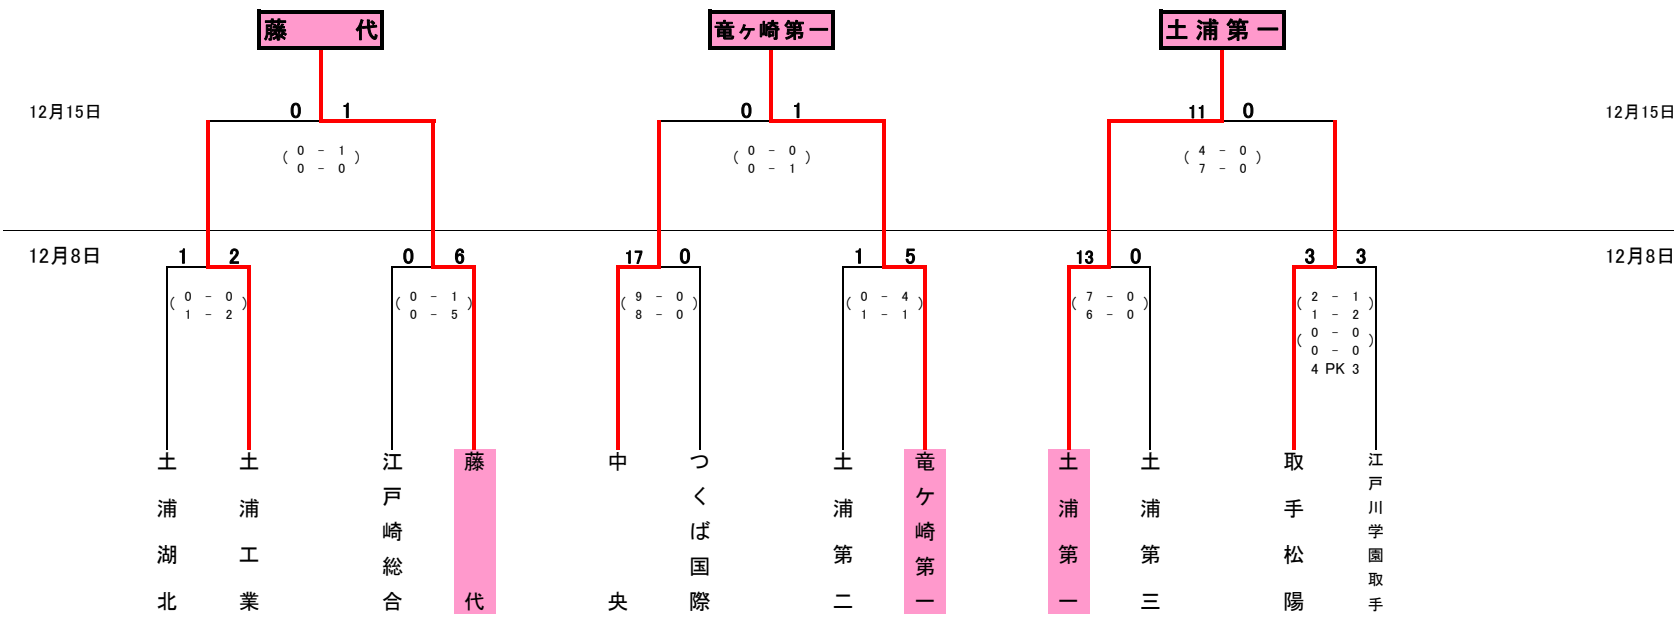 藤 代
竜ヶ崎第一
土浦第一
12月15日
0 1
0 1
11 0
12月15日
( 0 - 1 )
0 - 0
( 0 - 0 )
0 - 1
( 4 - 0 )
7 - 0
12月8日
1 2
0 6
17 0
1 5
13 0
3 3
12月8日
( 0 - 0 )
1 - 2
( 0 - 1 )
0 - 5
( 9 - 0 )
8 - 0
( 0 - 4 )
1 - 1
( 7 - 0 )
6 - 0
( 2 - 1 )
1 - 2
( 0 - 0 )
0 - 0
4 PK 3
土浦湖北
土浦工業
江戸崎総合
藤代
中央
つくば国際
土浦第二
竜ケ崎第一
土浦第一
土浦第三
取手松陽
江戸川学園取手